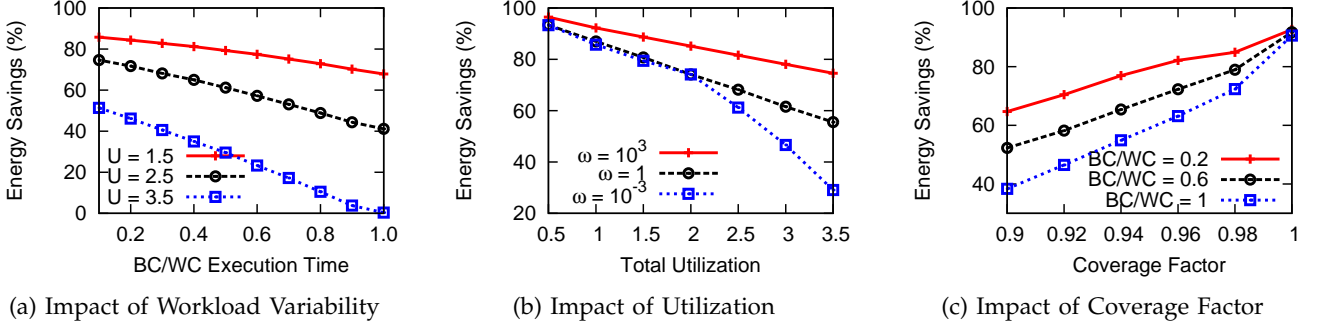 Energy Savings (%)
100
80
60
40
20
0
U = 1.5
U = 2.5
U = 3.5
0.2 0.4 0.6 0.8 1.0
BC/WC Execution Time
(a) Impact of Workload Variability
Energy Savings (%)
100
80
60
40
20
ω = 10^3
ω = 1
ω = 10^-3
0.5 1 1.5 2 2.5 3 3.5
Total Utilization
(b) Impact of Utilization
Energy Savings (%)
100
80
60
40
BC/WC = 0.2
BC/WC = 0.6
BC/WC = 1
0.9 0.92 0.94 0.96 0.98 1
Coverage Factor
(c) Impact of Coverage Factor